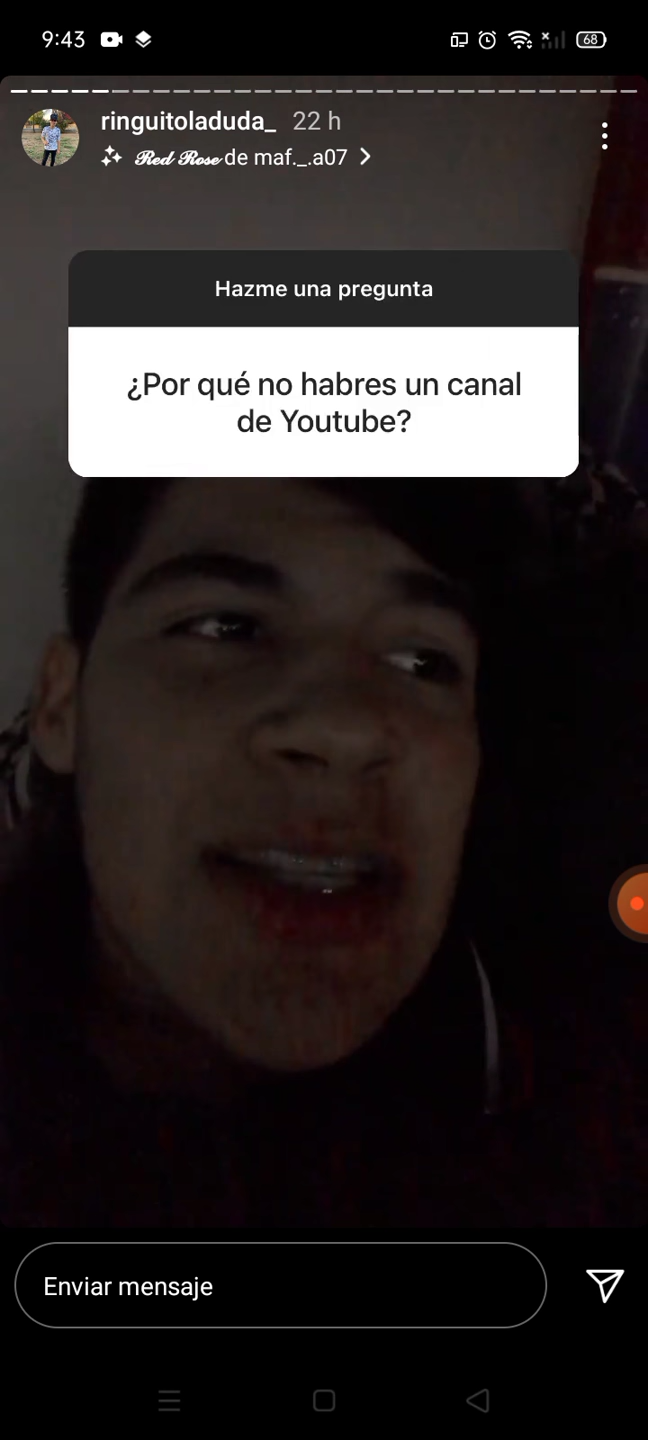 9:43
68
ringuitoladuda_ 22 h
𝓡𝓮𝓭 𝓡𝓸𝓼𝓮 de maf._.a07
Hazme una pregunta
¿Por qué no habres un canal
de Youtube?
Enviar mensaje